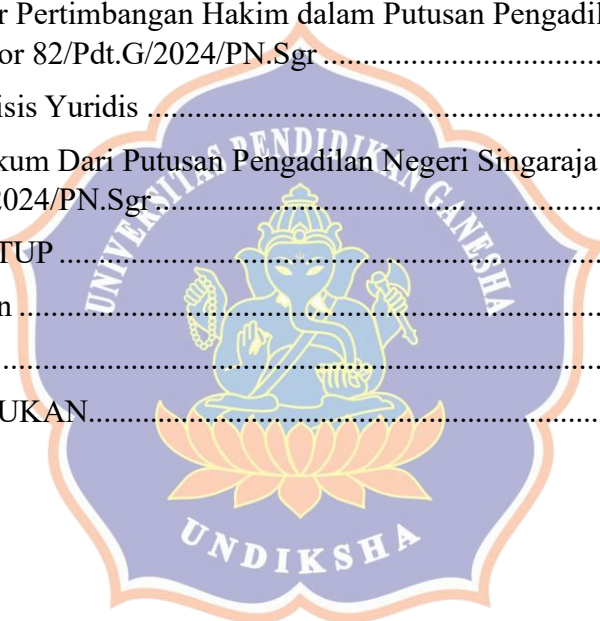 r Pertimbangan Hakim dalam Putusan Pengadil
or 82/Pdt.G/2024/PN.Sgr ................................
isis Yuridis ................................................
kum Dari Putusan Pengadilan Negeri Singaraja
2024/PN.Sgr ................................................
TUP ................................................
n ................................................
................................................
UKAN................................................
UNIVERSITAS PENDIDIKAN GANESHA
UNDIKSHA